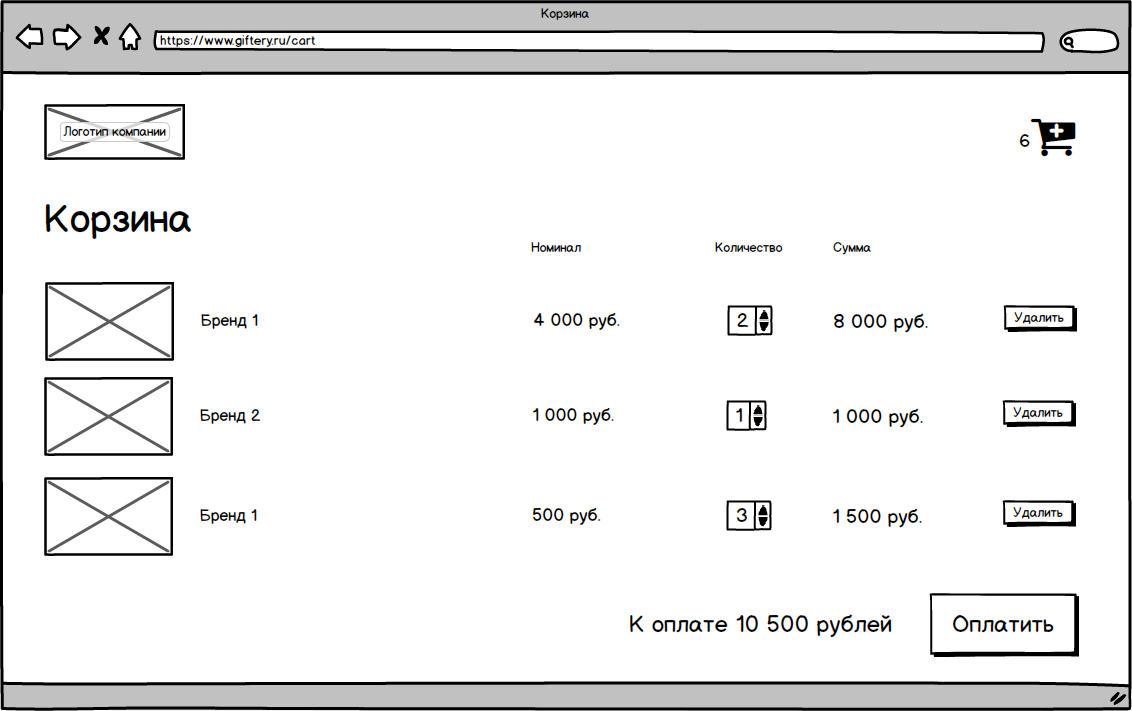 Корзина
https://www.giftery.ru/cart
Логотип компании
6
Корзина
Номинал Количество Сумма
Бренд 1 4 000 руб. 2 8 000 руб. Удалить
Бренд 2 1 000 руб. 1 1 000 руб. Удалить
Бренд 1 500 руб. 3 1 500 руб. Удалить
К оплате 10 500 рублей Оплатить